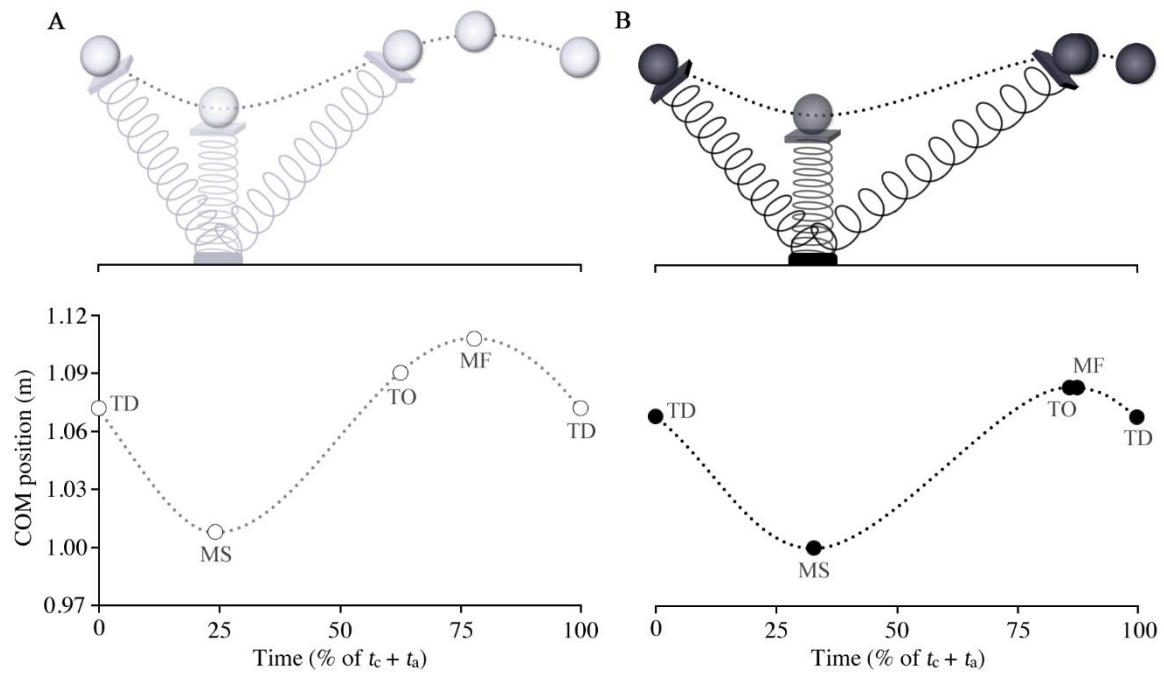 A
B
1.12
1.09
1.06
1.03
1.00
0.97
COM position (m)
TD
MS
TO
MF
TD
0
25
50
75
100
Time (% of tc + ta)
TD
MS
TO
MF
TD
0
25
50
75
100
Time (% of tc + ta)